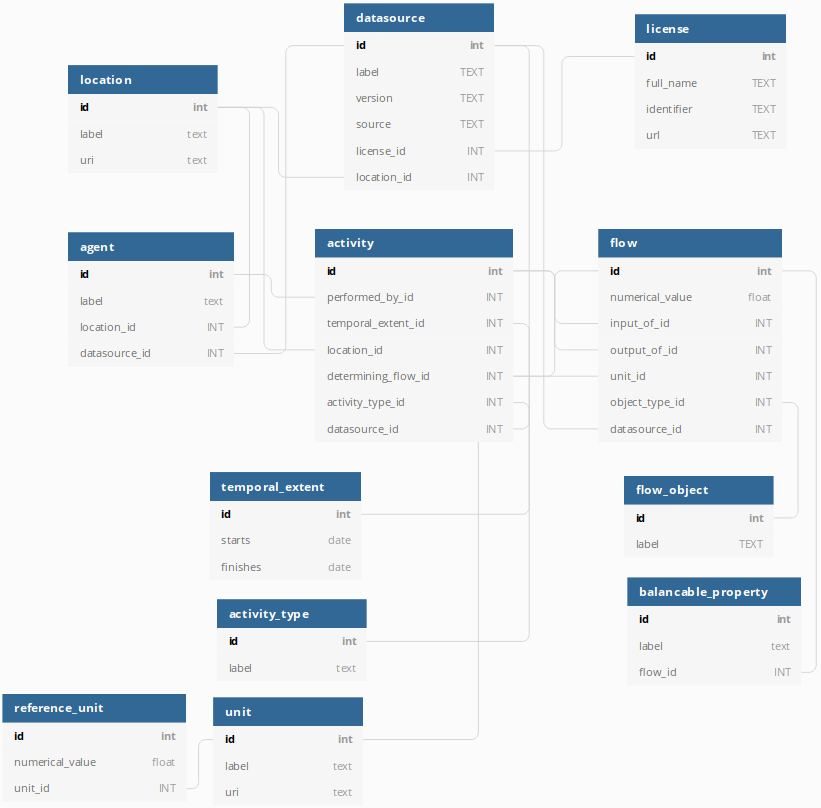 datasource
id int
label TEXT
version TEXT
source TEXT
license_id INT
location_id INT
license
id int
full_name TEXT
identifier TEXT
url TEXT
location
id int
label text
uri text
agent
id int
label text
location_id INT
datasource_id INT
activity
id int
performed_by_id INT
temporal_extent_id INT
location_id INT
determining_flow_id INT
activity_type_id INT
datasource_id INT
flow
id int
numerical_value float
input_of_id INT
output_of_id INT
unit_id INT
object_type_id INT
datasource_id INT
temporal_extent
id int
starts date
finishes date
flow_object
id int
label TEXT
balancable_property
id int
label text
flow_id INT
activity_type
id int
label text
reference_unit
id int
numerical_value float
unit_id INT
unit
id int
label text
uri text